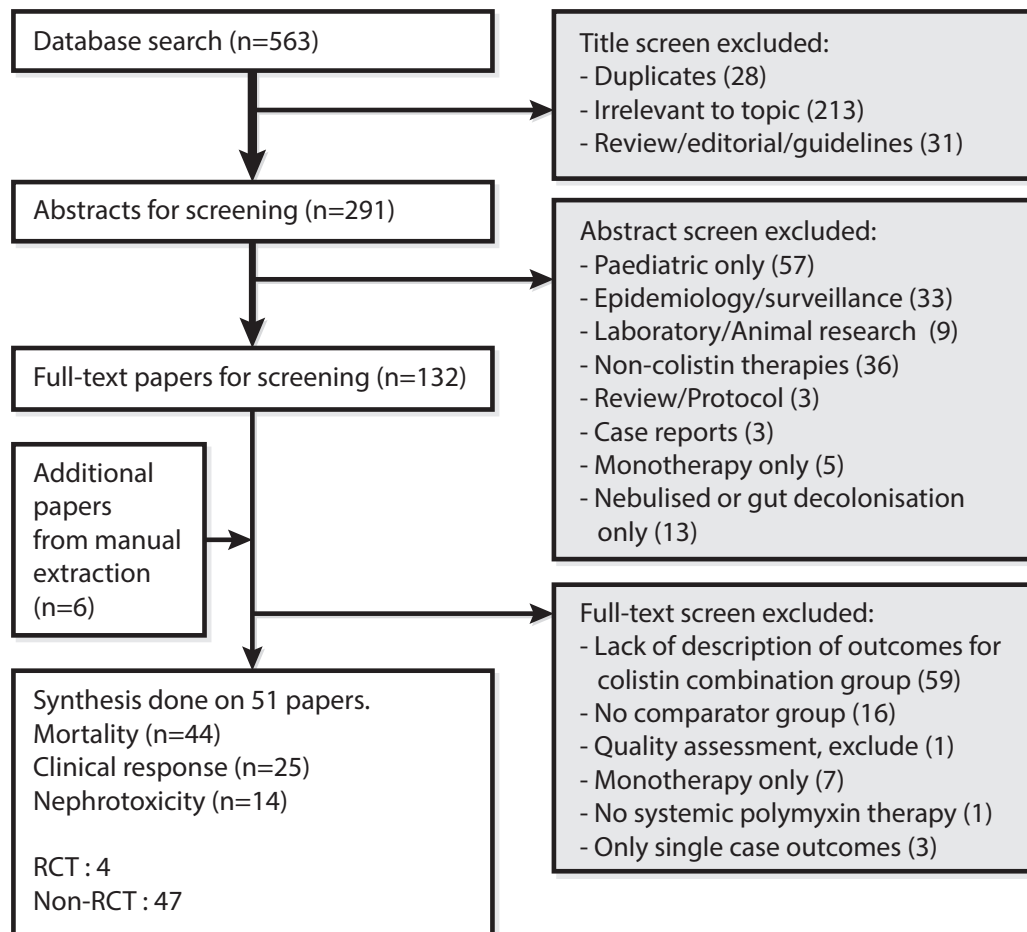 Database search (n=563)
Title screen excluded:
- Duplicates (28)
- Irrelevant to topic (213)
- Review/editorial/guidelines (31)
Abstracts for screening (n=291)
Abstract screen excluded:
- Paediatric only (57)
- Epidemiology/surveillance (33)
- Laboratory/Animal research (9)
- Non-colistin therapies (36)
- Review/Protocol (3)
- Case reports (3)
- Monotherapy only (5)
- Nebulised or gut decolonisation
only (13)
Full-text papers for screening (n=132)
Additional
papers
from manual
extraction
(n=6)
Full-text screen excluded:
- Lack of description of outcomes for
colistin combination group (59)
- No comparator group (16)
- Quality assessment, exclude (1)
- Monotherapy only (7)
- No systemic polymyxin therapy (1)
- Only single case outcomes (3)
Synthesis done on 51 papers.
Mortality (n=44)
Clinical response (n=25)
Nephrotoxicity (n=14)
RCT : 4
Non-RCT : 47